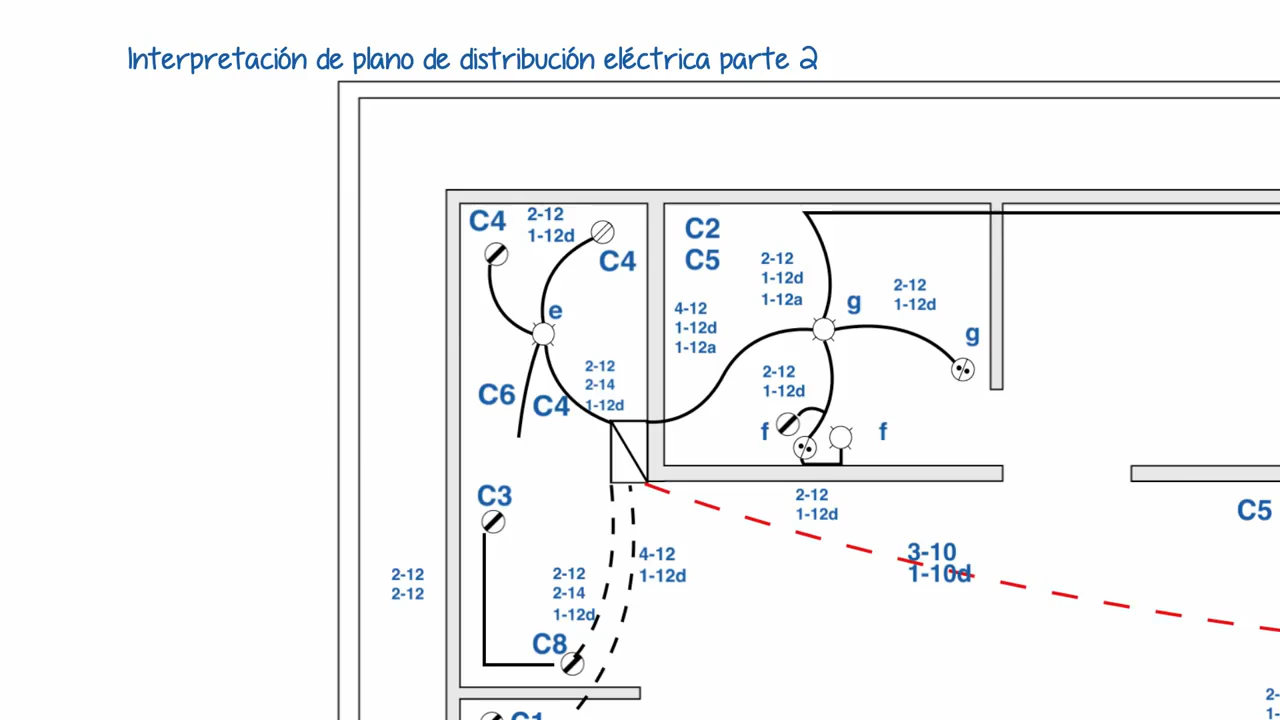 Interpretación de plano de distribución eléctrica parte 2
C4
2-12
1-12d
C4
e
C6
C4
2-12
2-14
1-12d
C2
C5
4-12
1-12d
1-12a
2-12
1-12d
1-12a
g
2-12
1-12d
g
2-12
1-12d
f
f
2-12
1-12d
C5
3-10
1-10d
C3
2-12
2-12
2-12
2-14
1-12d
4-12
1-12d
C8
C1
2-
1-